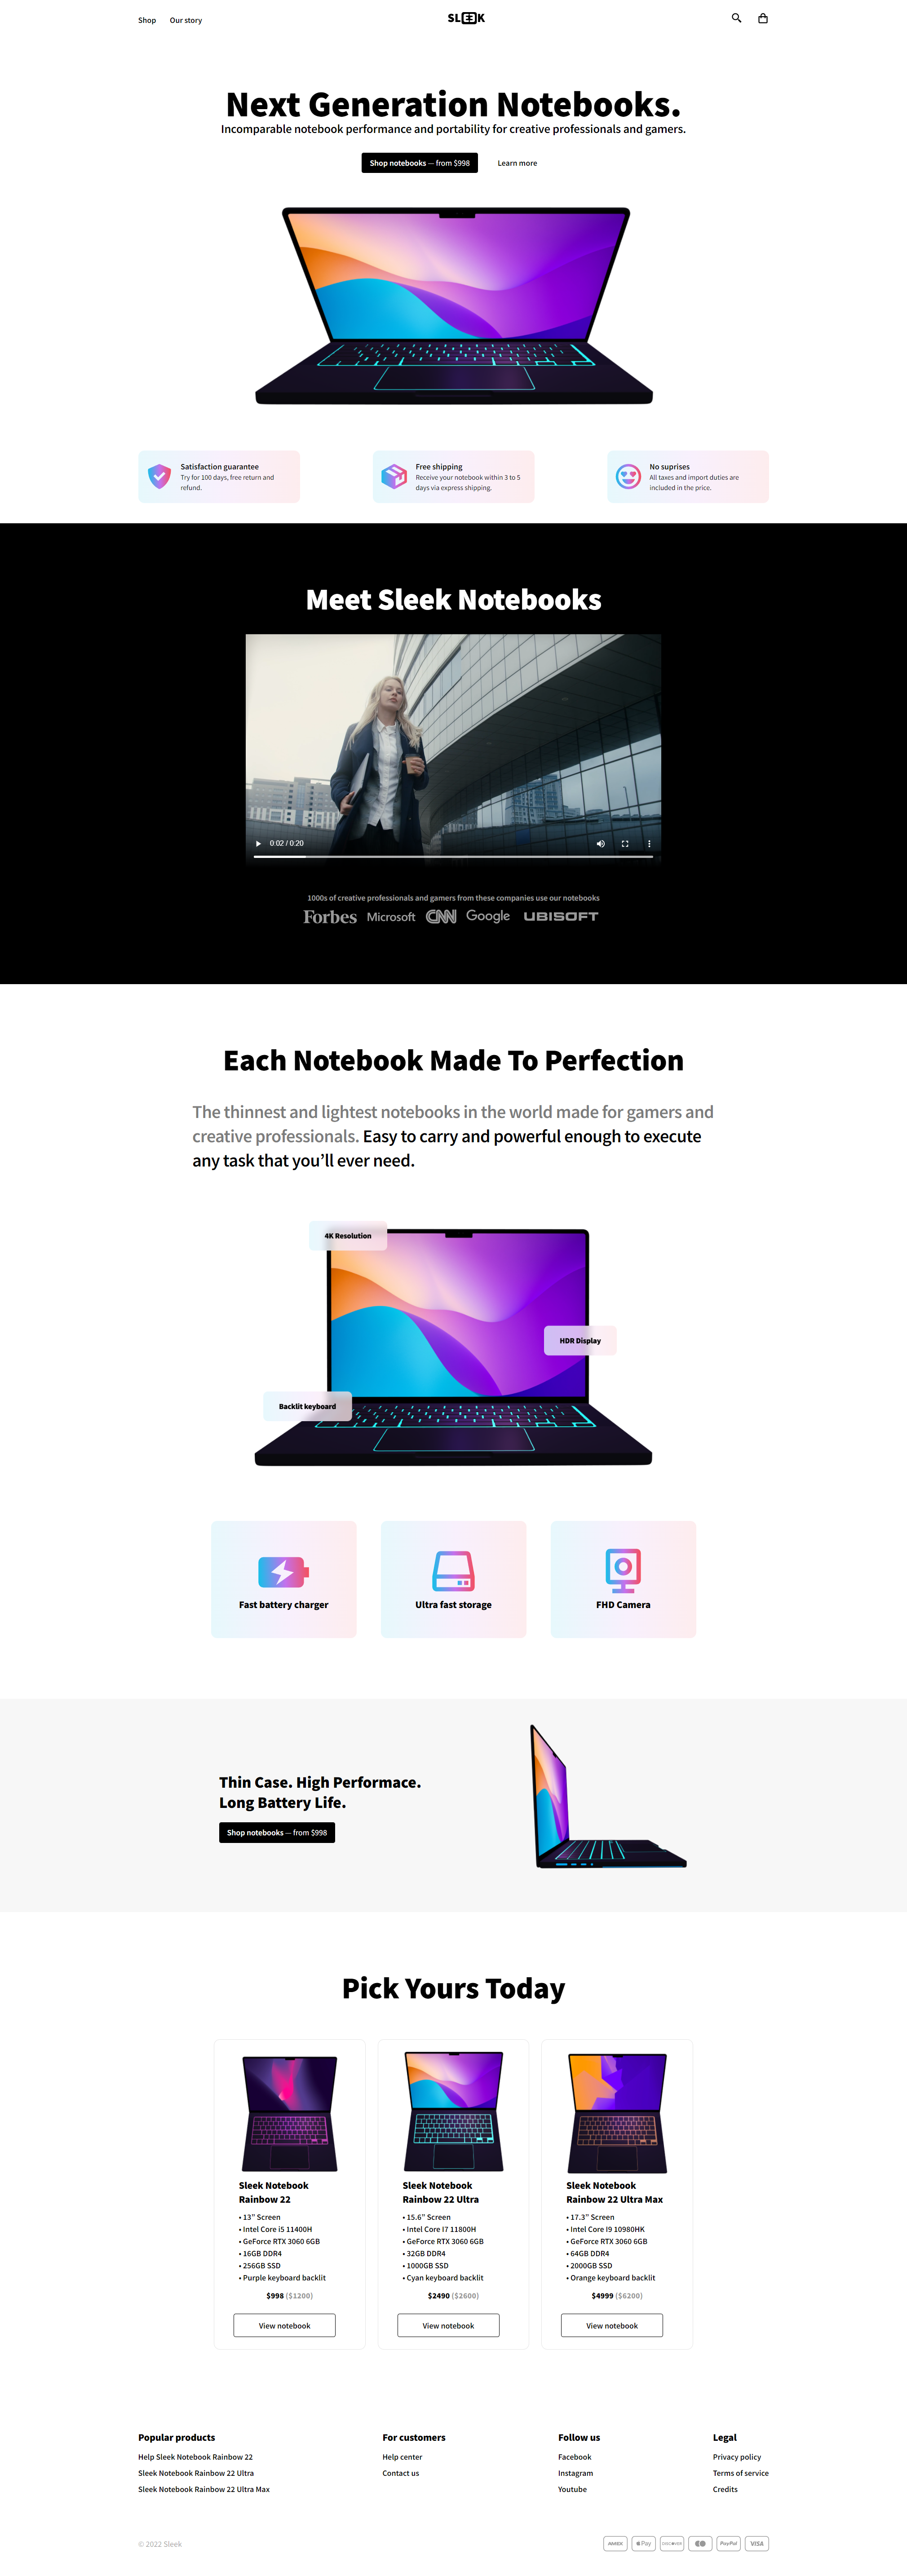 Shop
Our story
SLEEK
Next Generation Notebooks.
Incomparable notebook performance and portability for creative professionals and gamers.
Shop notebooks — from $998
Learn more
Satisfaction guarantee
Try for 100 days, free return and
refund.
Free shipping
Receive your notebook within 3 to 5
days via express shipping.
No suprises
All taxes and import duties are
included in the price.
Meet Sleek Notebooks
0:02 / 0:20
1000s of creative professionals and gamers from these companies use our notebooks
Forbes
Microsoft
CNN
Google
UBISOFT
Each Notebook Made To Perfection
The thinnest and lightest notebooks in the world made for gamers and
creative professionals. Easy to carry and powerful enough to execute
any task that you’ll ever need.
4K Resolution
HDR Display
Backlit keyboard
Fast battery charger
Ultra fast storage
FHD Camera
Thin Case. High Performace.
Long Battery Life.
Shop notebooks — from $998
Pick Yours Today
Sleek Notebook
Rainbow 22
• 13” Screen
• Intel Core i5 11400H
• GeForce RTX 3060 6GB
• 16GB DDR4
• 256GB SSD
• Purple keyboard backlit
$998 ($1200)
View notebook
Sleek Notebook
Rainbow 22 Ultra
• 15.6” Screen
• Intel Core I7 11800H
• GeForce RTX 3060 6GB
• 32GB DDR4
• 1000GB SSD
• Cyan keyboard backlit
$2490 ($2600)
View notebook
Sleek Notebook
Rainbow 22 Ultra Max
• 17.3” Screen
• Intel Core I9 10980HK
• GeForce RTX 3060 6GB
• 64GB DDR4
• 2000GB SSD
• Orange keyboard backlit
$4999 ($6200)
View notebook
Popular products
Help Sleek Notebook Rainbow 22
Sleek Notebook Rainbow 22 Ultra
Sleek Notebook Rainbow 22 Ultra Max
For customers
Help center
Contact us
Follow us
Facebook
Instagram
Youtube
Legal
Privacy policy
Terms of service
Credits
© 2022 Sleek
AMEX
Pay
DISCOVER
PayPal
VISA